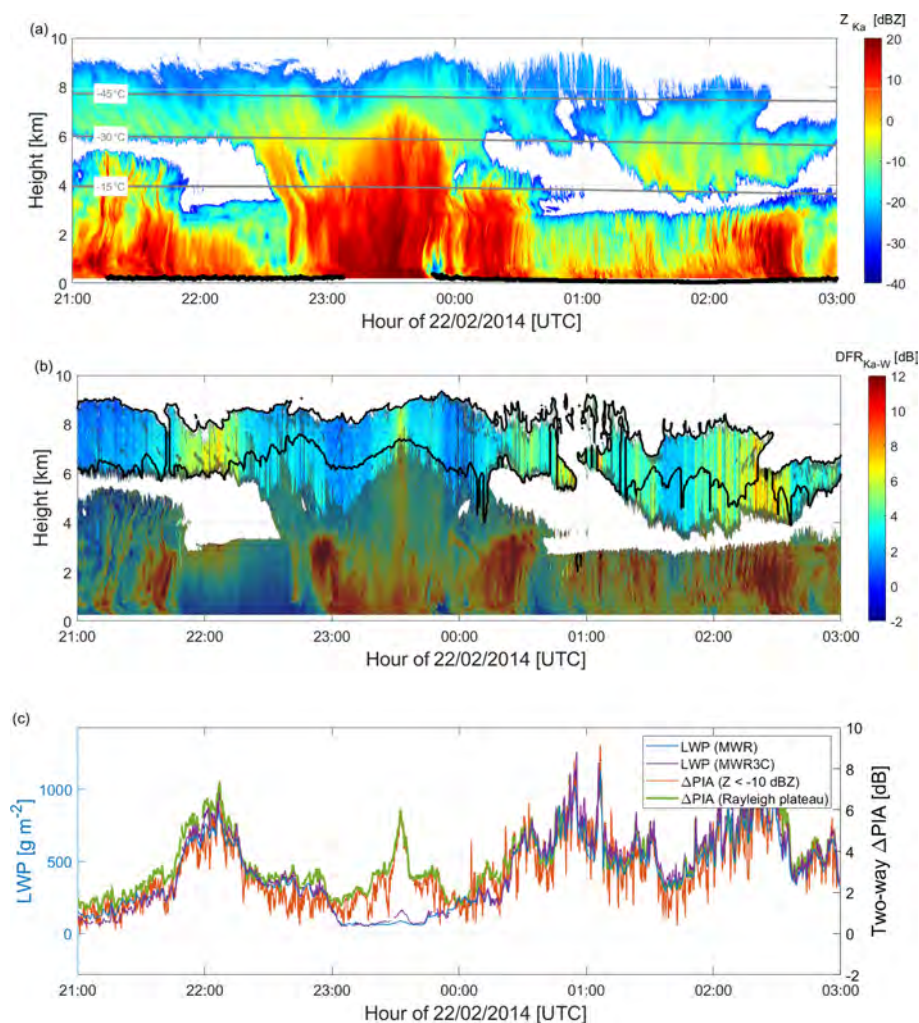 (a)
Z Ka [dBZ]
10
8
6
4
2
0
Height [km]
-45°C
-30°C
-15°C
20
10
0
-10
-20
-30
-40
21:00 22:00 23:00 00:00 01:00 02:00 03:00
Hour of 22/02/2014 [UTC]
(b)
DFR Ka-W [dB]
10
8
6
4
2
0
Height [km]
12
10
8
6
4
2
0
-2
21:00 22:00 23:00 00:00 01:00 02:00 03:00
Hour of 22/02/2014 [UTC]
(c)
LWP [g m-2]
1000
500
0
LWP (MWR)
LWP (MWR3C)
ΔPIA (Z < -10 dBZ)
ΔPIA (Rayleigh plateau)
10
8
6
4
2
0
-2
Two-way ΔPIA [dB]
21:00 22:00 23:00 00:00 01:00 02:00 03:00
Hour of 22/02/2014 [UTC]